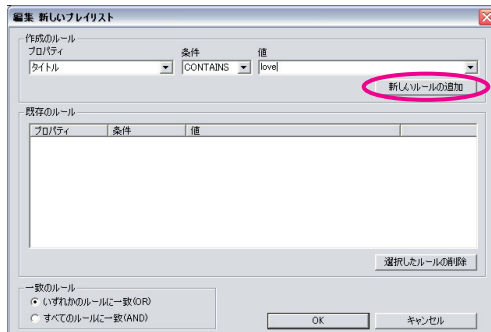 編集 新しいプレイリスト
作成のルール
プロパティ 条件 値
タイトル CONTAINS love
新しいルールの追加
既存のルール
プロパティ 条件 値
選択したルールの削除
一致のルール
いずれかのルールに一致(OR)
すべてのルールに一致(AND)
OK キャンセル